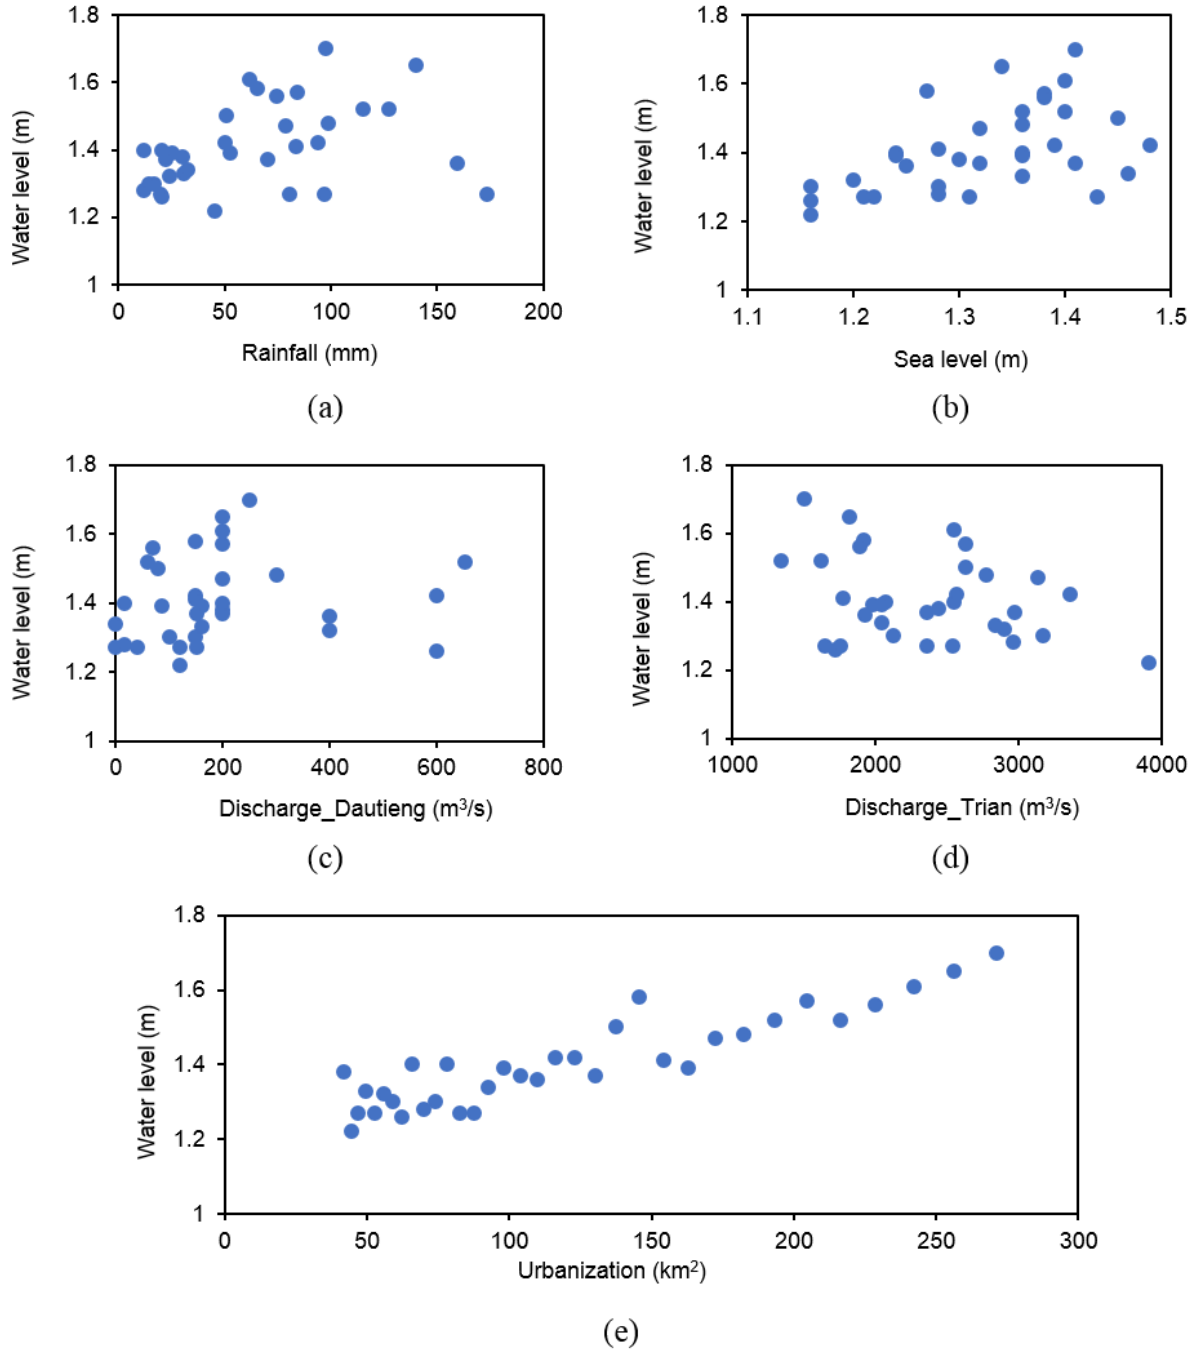 1.8
1.6
1.4
1.2
1
Water level (m)
0 50 100 150 200
Rainfall (mm)
(a)
1.8
1.6
1.4
1.2
1
Water level (m)
1.1 1.2 1.3 1.4 1.5
Sea level (m)
(b)
1.8
1.6
1.4
1.2
1
Water level (m)
0 200 400 600 800
Discharge_Dautieng (m³/s)
(c)
1.8
1.6
1.4
1.2
1
Water level (m)
1000 2000 3000 4000
Discharge_Trian (m³/s)
(d)
1.8
1.6
1.4
1.2
1
Water level (m)
0 50 100 150 200 250 300
Urbanization (km²)
(e)